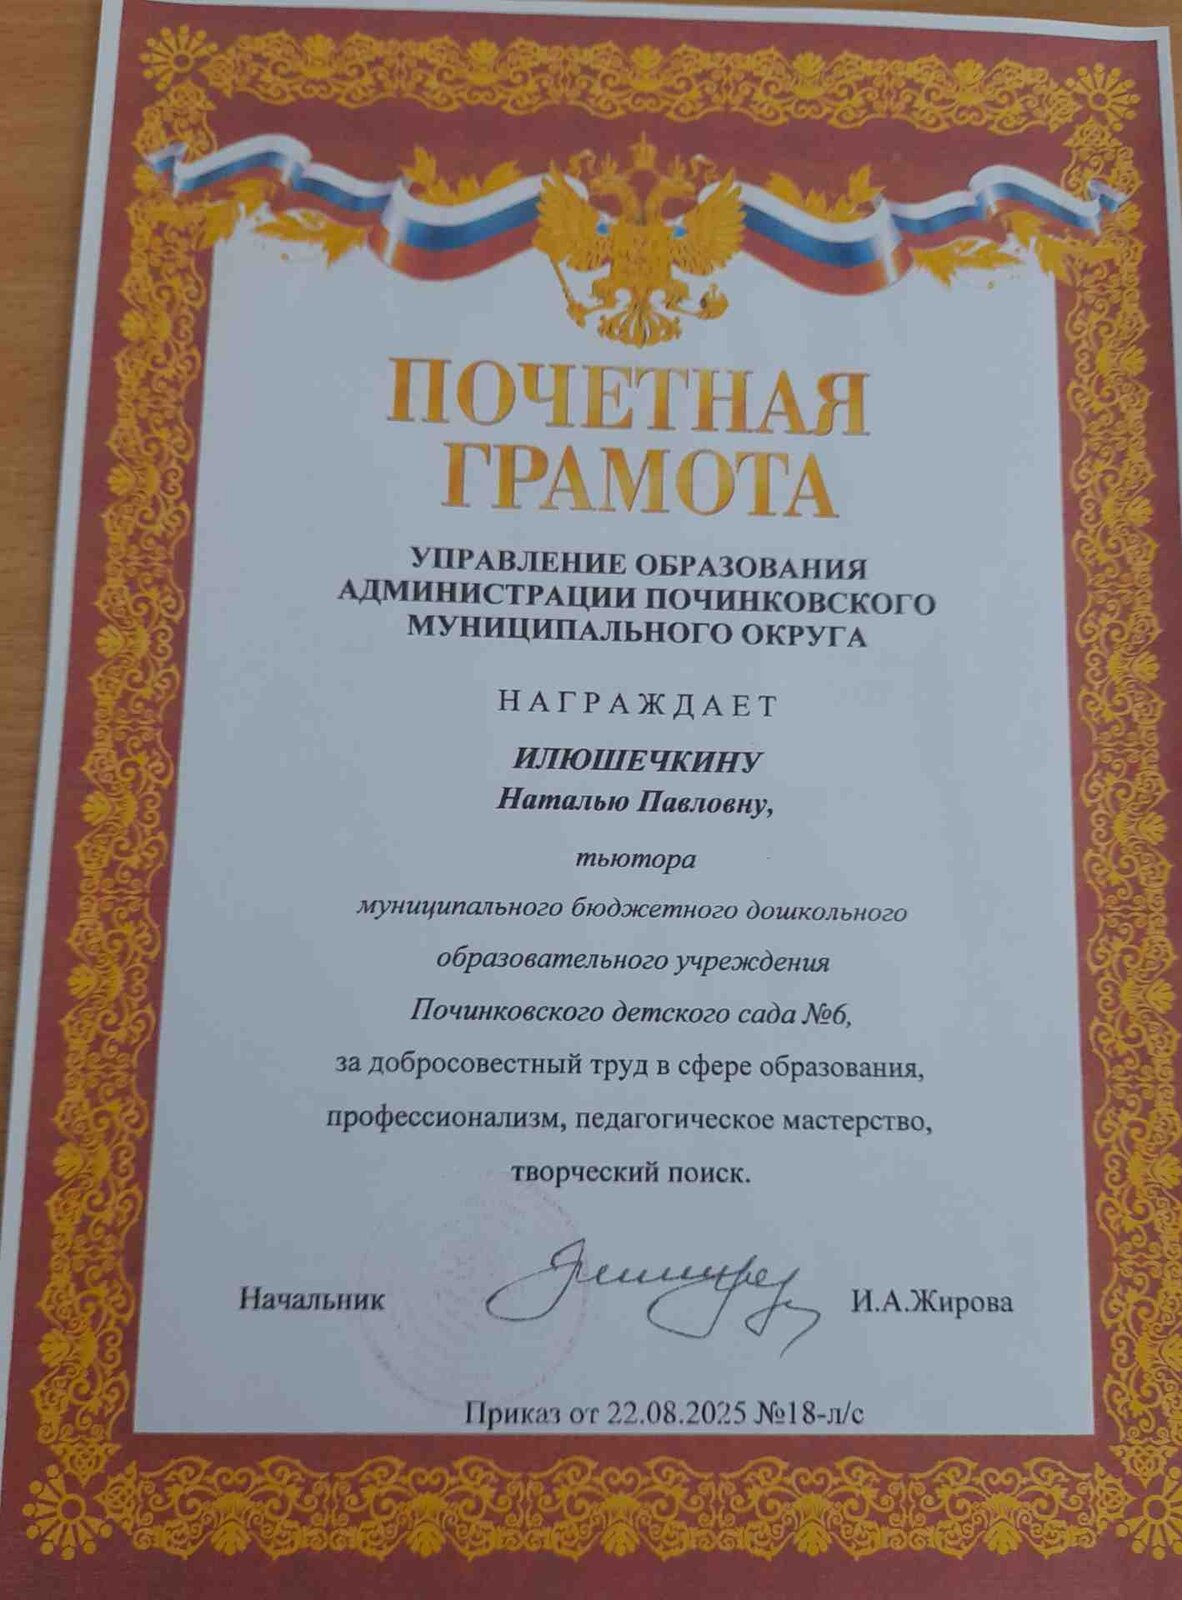 ПОЧЕТНАЯ
ГРАМОТА
УПРАВЛЕНИЕ ОБРАЗОВАНИЯ
АДМИНИСТРАЦИИ ПОЧИНКОВСКОГО
МУНИЦИПАЛЬНОГО ОКРУГА
НАГРАЖДАЕТ
ИЛЮШЕЧКИНУ
Наталью Павловну,
тьютора
муниципального бюджетного дошкольного
образовательного учреждения
Починковского детского сада №6,
за добросовестный труд в сфере образования,
профессионализм, педагогическое мастерство,
творческий поиск.
Начальник И.А.Жирова
Приказ от 22.08.2025 №18-л/с